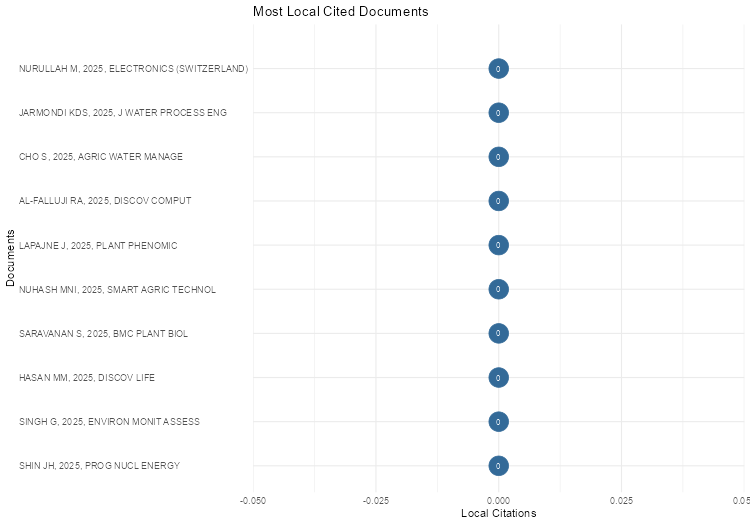 Most Local Cited Documents
Documents
NURULLAH M, 2025, ELECTRONICS (SWITZERLAND) 0
JARMONDI KDS, 2025, J WATER PROCESS ENG 0
CHO S, 2025, AGRIC WATER MANAGE 0
AL-FALLUJI RA, 2025, DISCOV COMPUT 0
LAPAJNE J, 2025, PLANT PHENOMIC 0
NUHASH MNI, 2025, SMART AGRIC TECHNOL 0
SARAVANAN S, 2025, BMC PLANT BIOL 0
HASAN MM, 2025, DISCOV LIFE 0
SINGH G, 2025, ENVIRON MONIT ASSESS 0
SHIN JH, 2025, PROG NUCL ENERGY 0
-0.050 -0.025 0.000 0.025 0.05
Local Citations